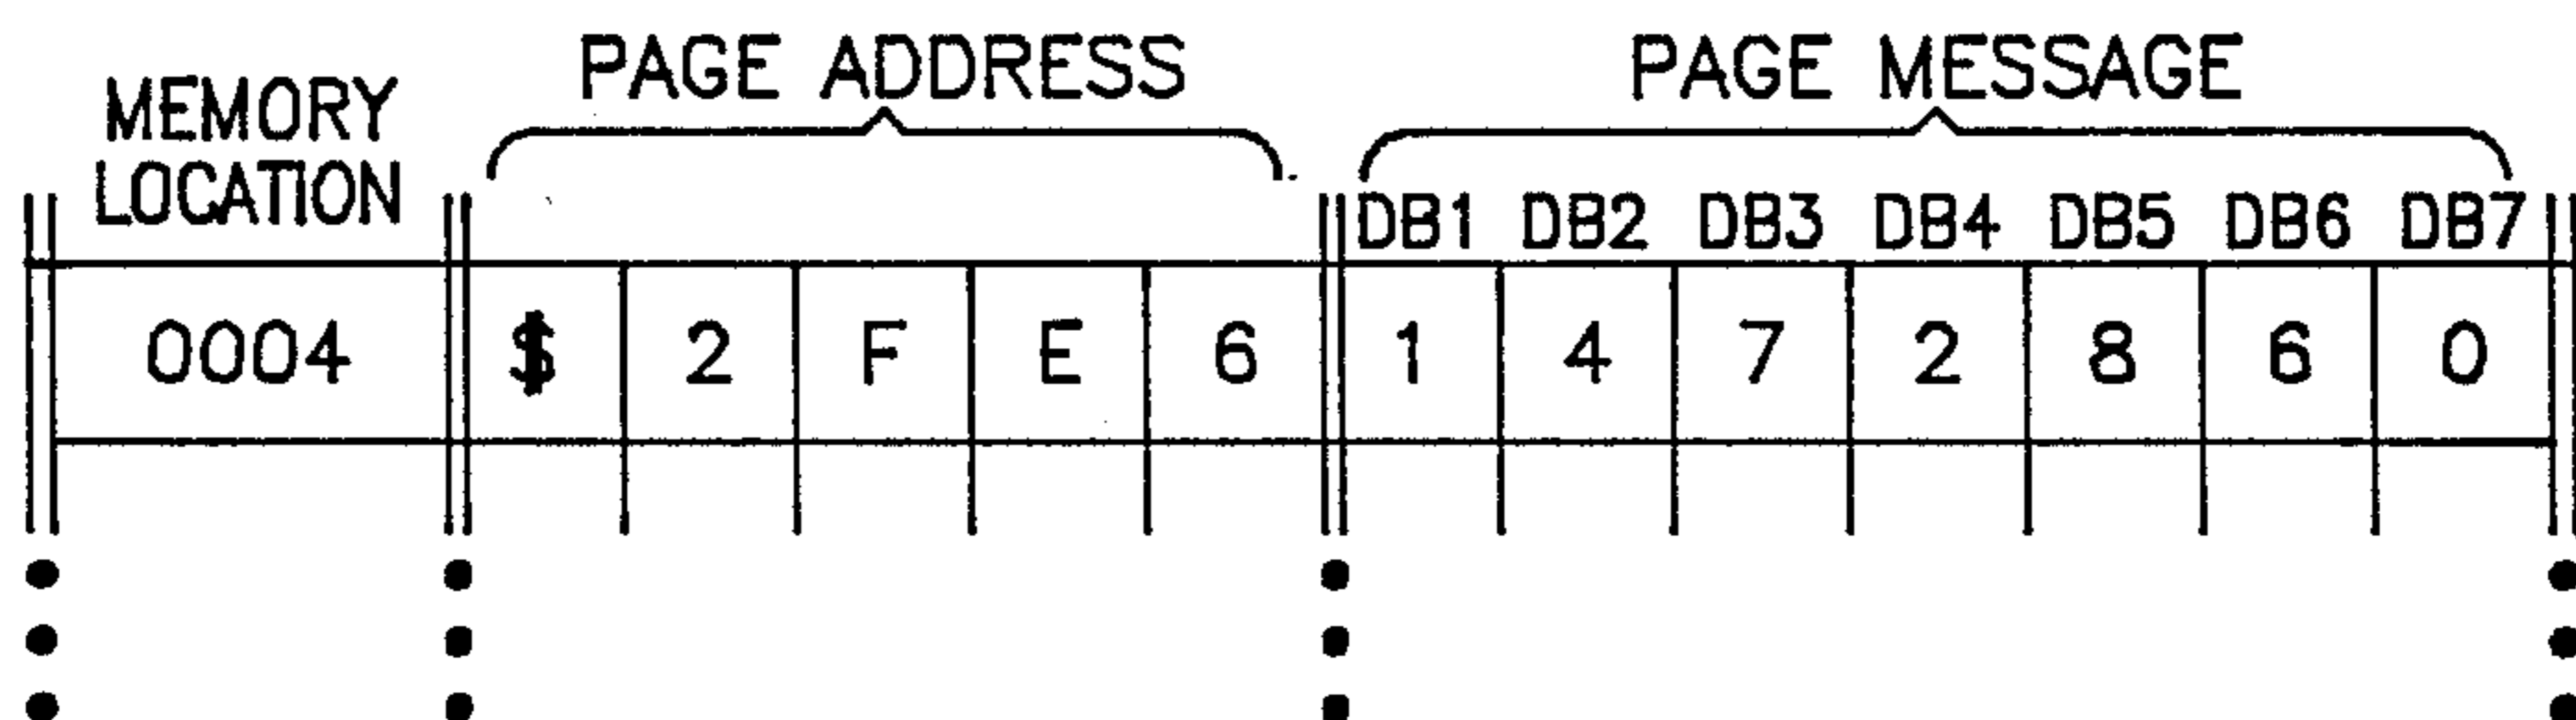 PAGE ADDRESS PAGE MESSAGE
MEMORY
LOCATION
DB1 DB2 DB3 DB4 DB5 DB6 DB7
0004 $ 2 F E 6 1 4 7 2 8 6 0